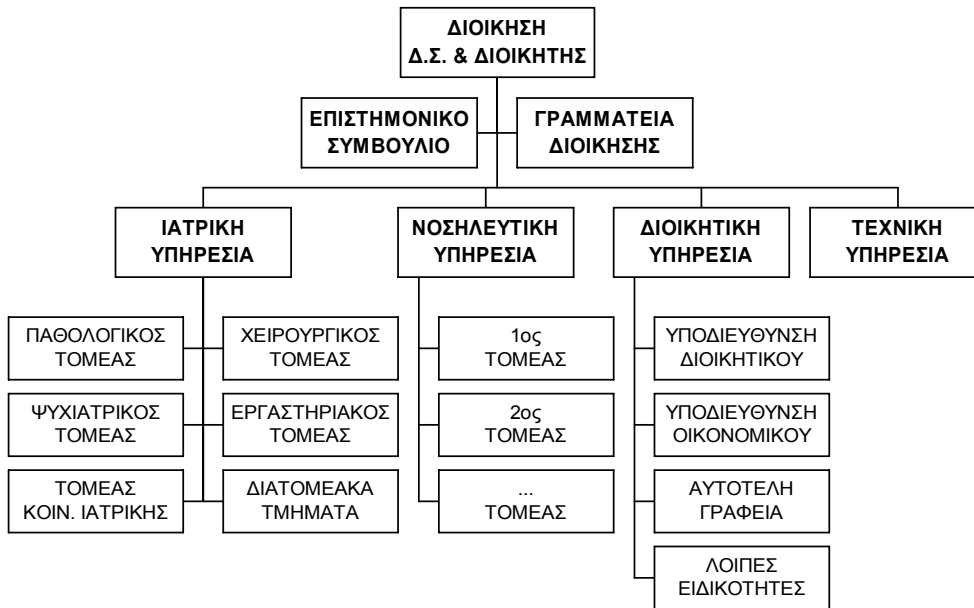 ΔΙΟΙΚΗΣΗ
Δ.Σ. & ΔΙΟΙΚΗΤΗΣ
ΕΠΙΣΤΗΜΟΝΙΚΟ
ΣΥΜΒΟΥΛΙΟ
ΓΡΑΜΜΑΤΕΙΑ
ΔΙΟΙΚΗΣΗΣ
ΙΑΤΡΙΚΗ
ΥΠΗΡΕΣΙΑ
ΝΟΣΗΛΕΥΤΙΚΗ
ΥΠΗΡΕΣΙΑ
ΔΙΟΙΚΗΤΙΚΗ
ΥΠΗΡΕΣΙΑ
ΤΕΧΝΙΚΗ
ΥΠΗΡΕΣΙΑ
ΠΑΘΟΛΟΓΙΚΟΣ
ΤΟΜΕΑΣ
ΧΕΙΡΟΥΡΓΙΚΟΣ
ΤΟΜΕΑΣ
1ος
ΤΟΜΕΑΣ
ΥΠΟΔΙΕΥΘΥΝΣΗ
ΔΙΟΙΚΗΤΙΚΟΥ
ΨΥΧΙΑΤΡΙΚΟΣ
ΤΟΜΕΑΣ
ΕΡΓΑΣΤΗΡΙΑΚΟΣ
ΤΟΜΕΑΣ
2ος
ΤΟΜΕΑΣ
ΥΠΟΔΙΕΥΘΥΝΣΗ
ΟΙΚΟΝΟΜΙΚΟΥ
ΤΟΜΕΑΣ
ΚΟΙΝ. ΙΑΤΡΙΚΗΣ
ΔΙΑΤΟΜΕΑΚΑ
ΤΜΗΜΑΤΑ
...
ΤΟΜΕΑΣ
ΑΥΤΟΤΕΛΗ
ΓΡΑΦΕΙΑ
ΛΟΙΠΕΣ
ΕΙΔΙΚΟΤΗΤΕΣ